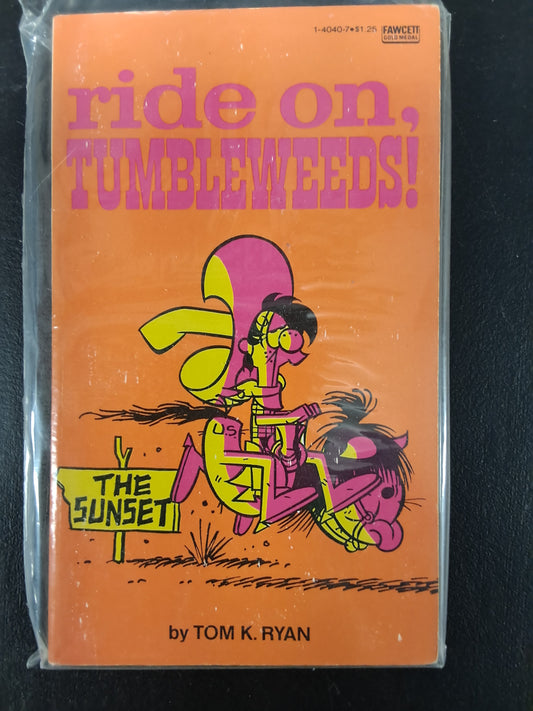 1-4040-7•$1.25
FAWCETT
GOLD MEDAL
ride on,
TUMBLEWEEDS!
U.S
THE
SUNSET
by TOM K. RYAN